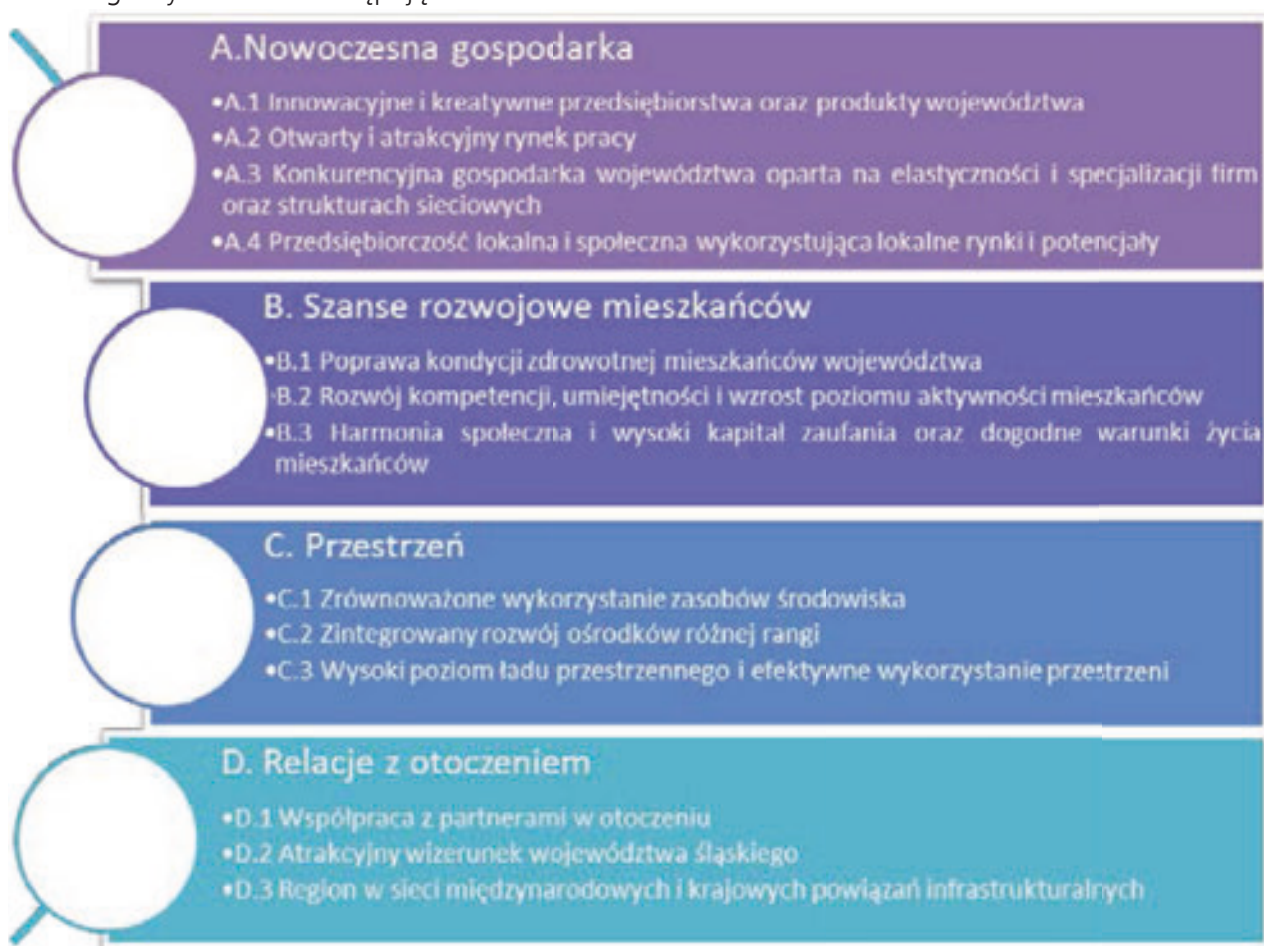 A.Nowoczesna gospodarka
•A.1 Innowacyjne i kreatywne przedsiębiorstwa oraz produkty województwa
•A.2 Otwarty i atrakcyjny rynek pracy
•A.3 Konkurencyjna gospodarka województwa oparta na elastyczności i specjalizacji firm
oraz strukturach sieciowych
•A.4 Przedsiębiorczość lokalna i społeczna wykorzystująca lokalne rynki i potencjały
B. Szanse rozwojowe mieszkańców
•B.1 Poprawa kondycji zdrowotnej mieszkańców województwa
•B.2 Rozwój kompetencji, umiejętności i wzrost poziomu aktywności mieszkańców
•B.3 Harmonia społeczna i wysoki kapitał zaufania oraz dogodne warunki życia
mieszkańców
C. Przestrzeń
•C.1 Zrównoważone wykorzystanie zasobów środowiska
•C.2 Zintegrowany rozwój ośrodków różnej rangi
•C.3 Wysoki poziom ładu przestrzennego i efektywne wykorzystanie przestrzeni
D. Relacje z otoczeniem
•D.1 Współpraca z partnerami w otoczeniu
•D.2 Atrakcyjny wizerunek województwa śląskiego
•D.3 Region w sieci międzynarodowych i krajowych powiązań infrastrukturalnych